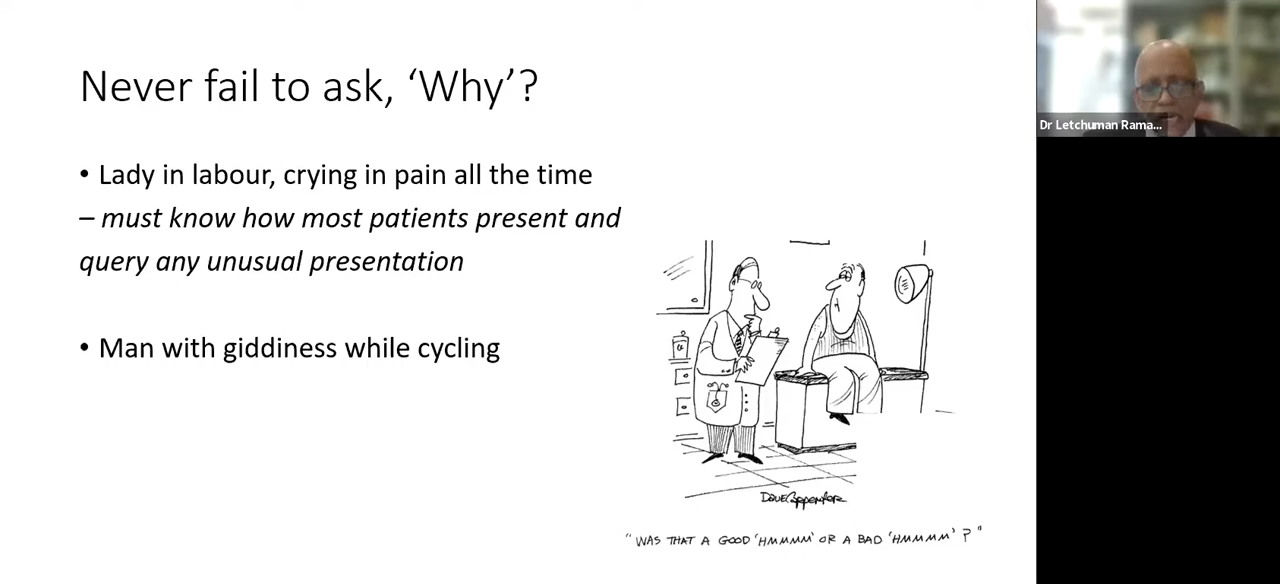 Never fail to ask, ‘Why’?
• Lady in labour, crying in pain all the time
– must know how most patients present and
query any unusual presentation
• Man with giddiness while cycling
"WAS THAT A GOOD 'HMMMM' OR A BAD 'HMMMM' ?"
Dr Letchuman Rama...